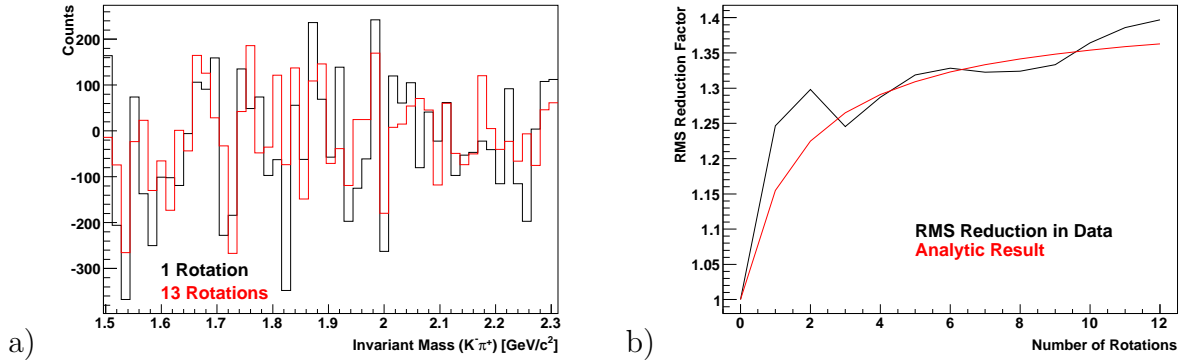 a)
Counts
200
100
0
-100
-200
-300
1 Rotation
13 Rotations
1.5 1.6 1.7 1.8 1.9 2 2.1 2.2 2.3
Invariant Mass (K⁻π⁺) [GeV/c²]
b)
RMS Reduction Factor
1.4
1.35
1.3
1.25
1.2
1.15
1.1
1.05
1
RMS Reduction in Data
Analytic Result
0 2 4 6 8 10 12
Number of Rotations